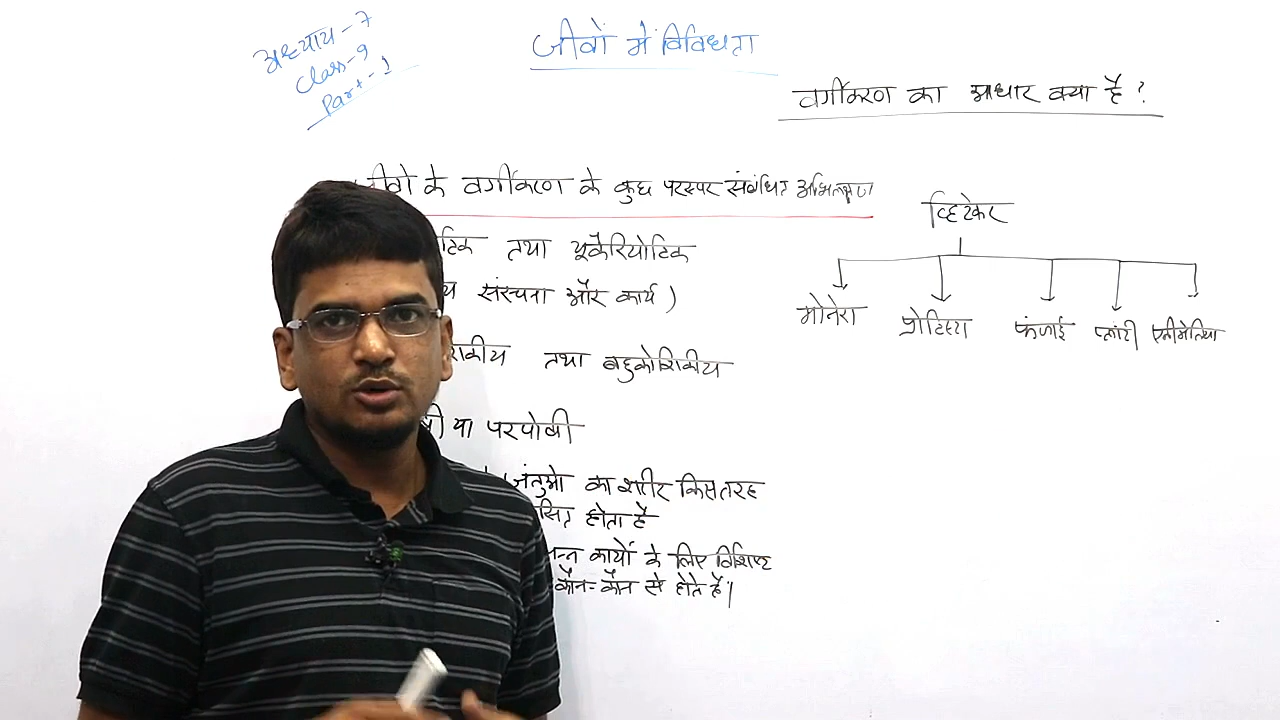 अध्याय-7
Class-9
Part-1
जीवों में विविधता
वर्गीकरण का आधार क्या है?
जीवो के वर्गीकरण के कुछ परस्पर संबंधित अभिलक्षण
टिक तथा यूकैरियोटिक
य संरचना और कार्य)
शकीय तथा बहुकोशिकीय
षी या परपोषी
जंतुओ का शरीर किस तरह
सित होता है
न्न कार्यो के लिए विशिष्ट
कौन-कौन से होते हैं।
व्हिटेकर
मोनेरा प्रोटिस्टा फंजाई प्लांटी एनीमेलिया